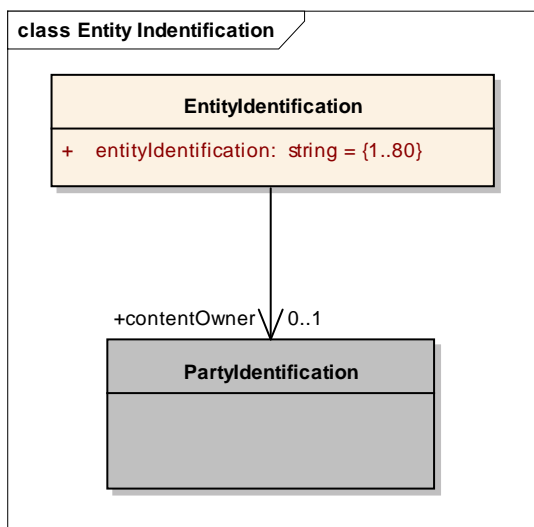 class Entity Indentification
EntityIdentification
+ entityIdentification: string = {1..80}
+contentOwner 0..1
PartyIdentification